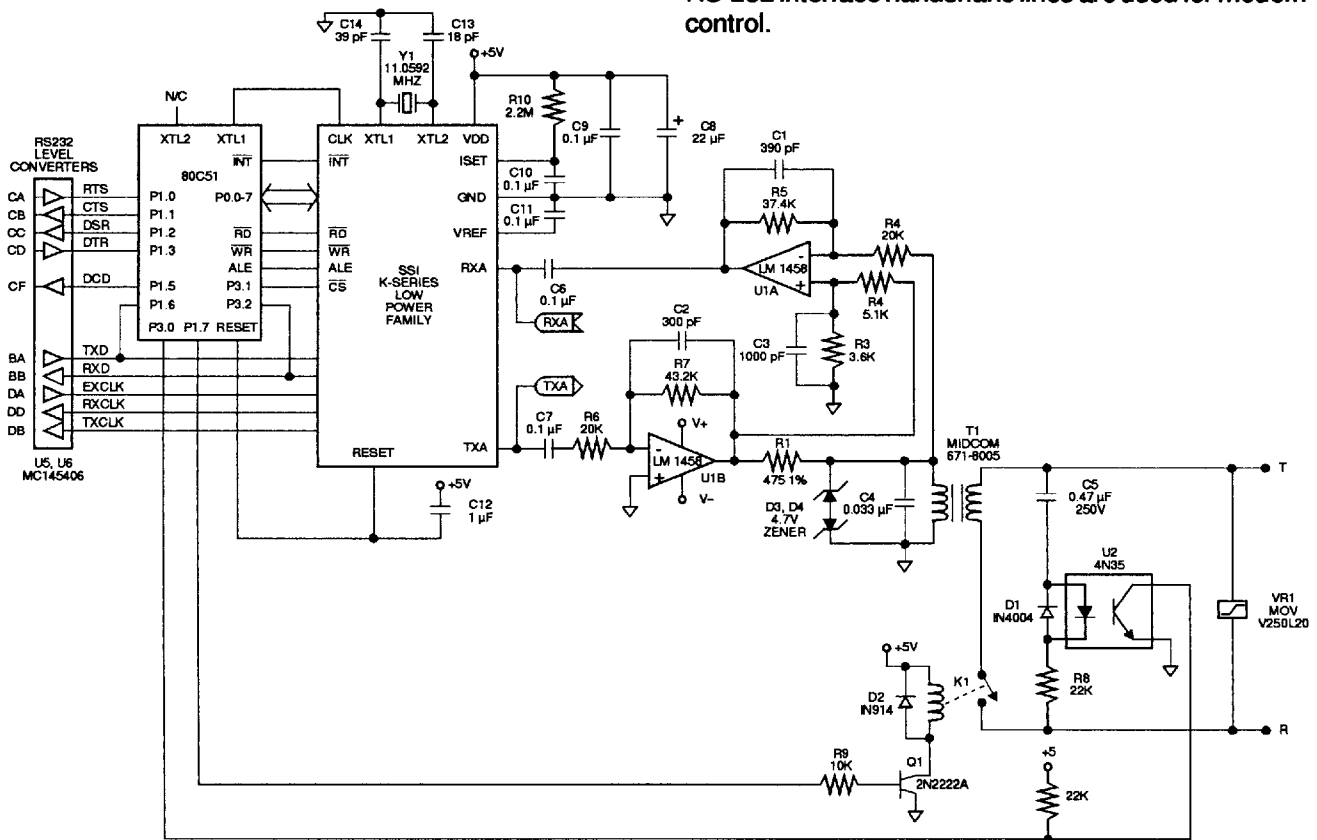 RS-232 interface handshake lines are used for modem
control.
C14
39 pF
C13
18 pF
Y1
11.0592
MHZ
+5V
N/C
R10
2.2M
C9
0.1 µF
C8
22 µF
+
C1
390 pF
RS232
LEVEL
CONVERTERS
XTL2
XTL1
CLK
XTL1
XTL2
VDD
INT
INT
ISET
80C51
C10
0.1 µF
R5
37.4K
CA
RTS
P1.0
P0.0-7
GND
CB
CTS
P1.1
C11
0.1 µF
R4
20K
CC
DSR
P1.2
RD
RD
VREF
CD
DTR
P1.3
WR
WR
ALE
ALE
RXA
LM 1458
-
+
U1A
SSI
K-SERIES
LOW
POWER
FAMILY
CF
DCD
P1.5
P3.1
CS
C6
0.1 µF
R4
5.1K
P1.6
P3.2
RXA
C2
300 pF
P3.0
P1.7
RESET
C3
1000 pF
R3
3.6K
BA
TXD
R7
43.2K
BB
RXD
TXA
DA
EXCLK
DD
RXCLK
C7
0.1 µF
R6
20K
V+
DB
TXCLK
TXA
LM 1458
-
+
U1B
V-
R1
475 1%
T1
MIDCOM
671-8005
T
RESET
U5, U6
MC145406
+5V
C12
1 µF
D3, D4
4.7V
ZENER
C4
0.033 µF
C5
0.47 µF
250V
U2
4N35
D1
IN4004
VR1
MOV
V250L20
+5V
D2
IN914
K1
R8
22K
R
R9
10K
Q1
2N2222A
+5
22K